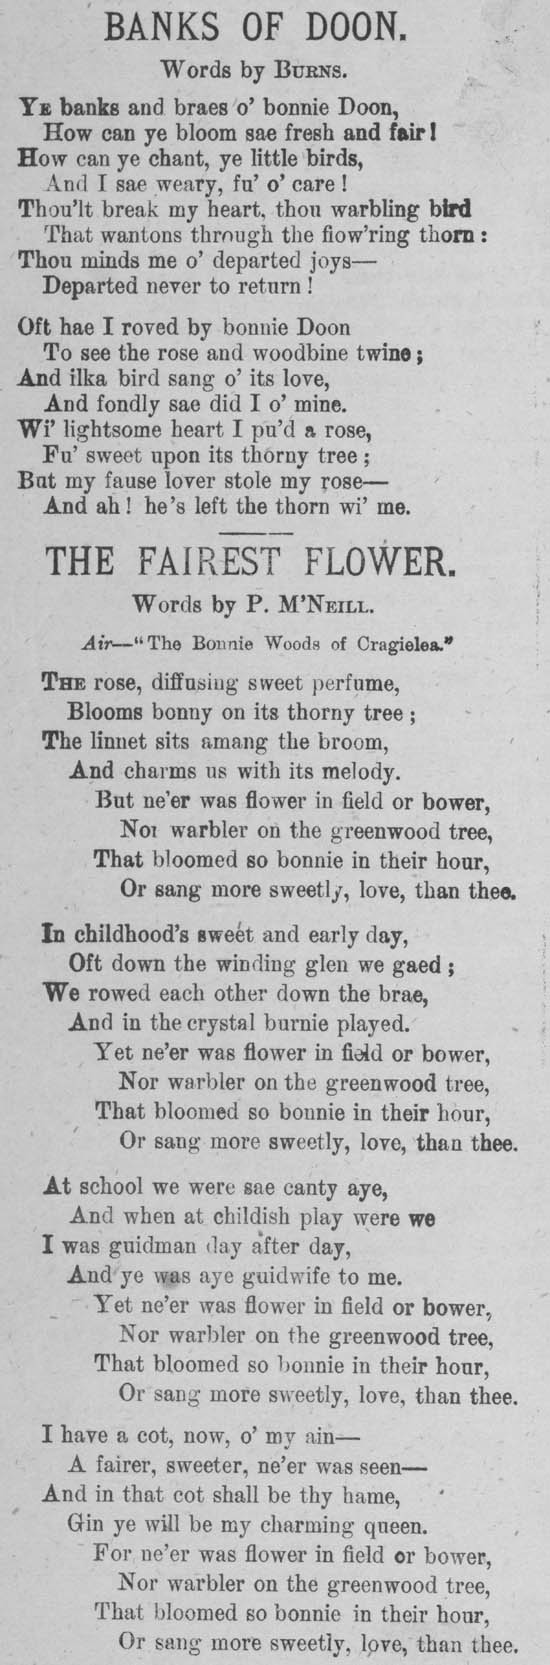 BANKS OF DOON.
Words by BURNS.
YE banks and braes o' bonnie Doon,
How can ye bloom sae fresh and fair!
How can ye chant, ye little birds,
And I sae weary, fu' o' care!
Thou'lt break my heart, thou warbling bird
That wantons through the flow'ring thorn:
Thou minds me o' departed joys—
Departed never to return!
Oft hae I roved by bonnie Doon
To see the rose and woodbine twine;
And ilka bird sang o' its love,
And fondly sae did I o' mine.
Wi' lightsome heart I pu'd a rose,
Fu' sweet upon its thorny tree;
But my fause lover stole my rose—
And ah! he's left the thorn wi' me.
THE FAIREST FLOWER.
Words by P. M'NEILL.
Air—"The Bonnie Woods of Cragielea."
THE rose, diffusing sweet perfume,
Blooms bonny on its thorny tree;
The linnet sits amang the broom,
And charms us with its melody.
But ne'er was flower in field or bower,
Nor warbler on the greenwood tree,
That bloomed so bonnie in their hour,
Or sang more sweetly, love, than thee.
In childhood's sweet and early day,
Oft down the winding glen we gaed;
We rowed each other down the brae,
And in the crystal burnie played.
Yet ne'er was flower in field or bower,
Nor warbler on the greenwood tree,
That bloomed so bonnie in their hour,
Or sang more sweetly, love, than thee.
At school we were sae canty aye,
And when at childish play were we
I was guidman day after day,
And ye was aye guidwife to me.
Yet ne'er was flower in field or bower,
Nor warbler on the greenwood tree,
That bloomed so bonnie in their hour,
Or sang more sweetly, love, than thee.
I have a cot, now, o' my ain—
A fairer, sweeter, ne'er was seen—
And in that cot shall be thy hame,
Gin ye will be my charming queen.
For ne'er was flower in field or bower,
Nor warbler on the greenwood tree,
That bloomed so bonnie in their hour,
Or sang more sweetly, love, than thee.